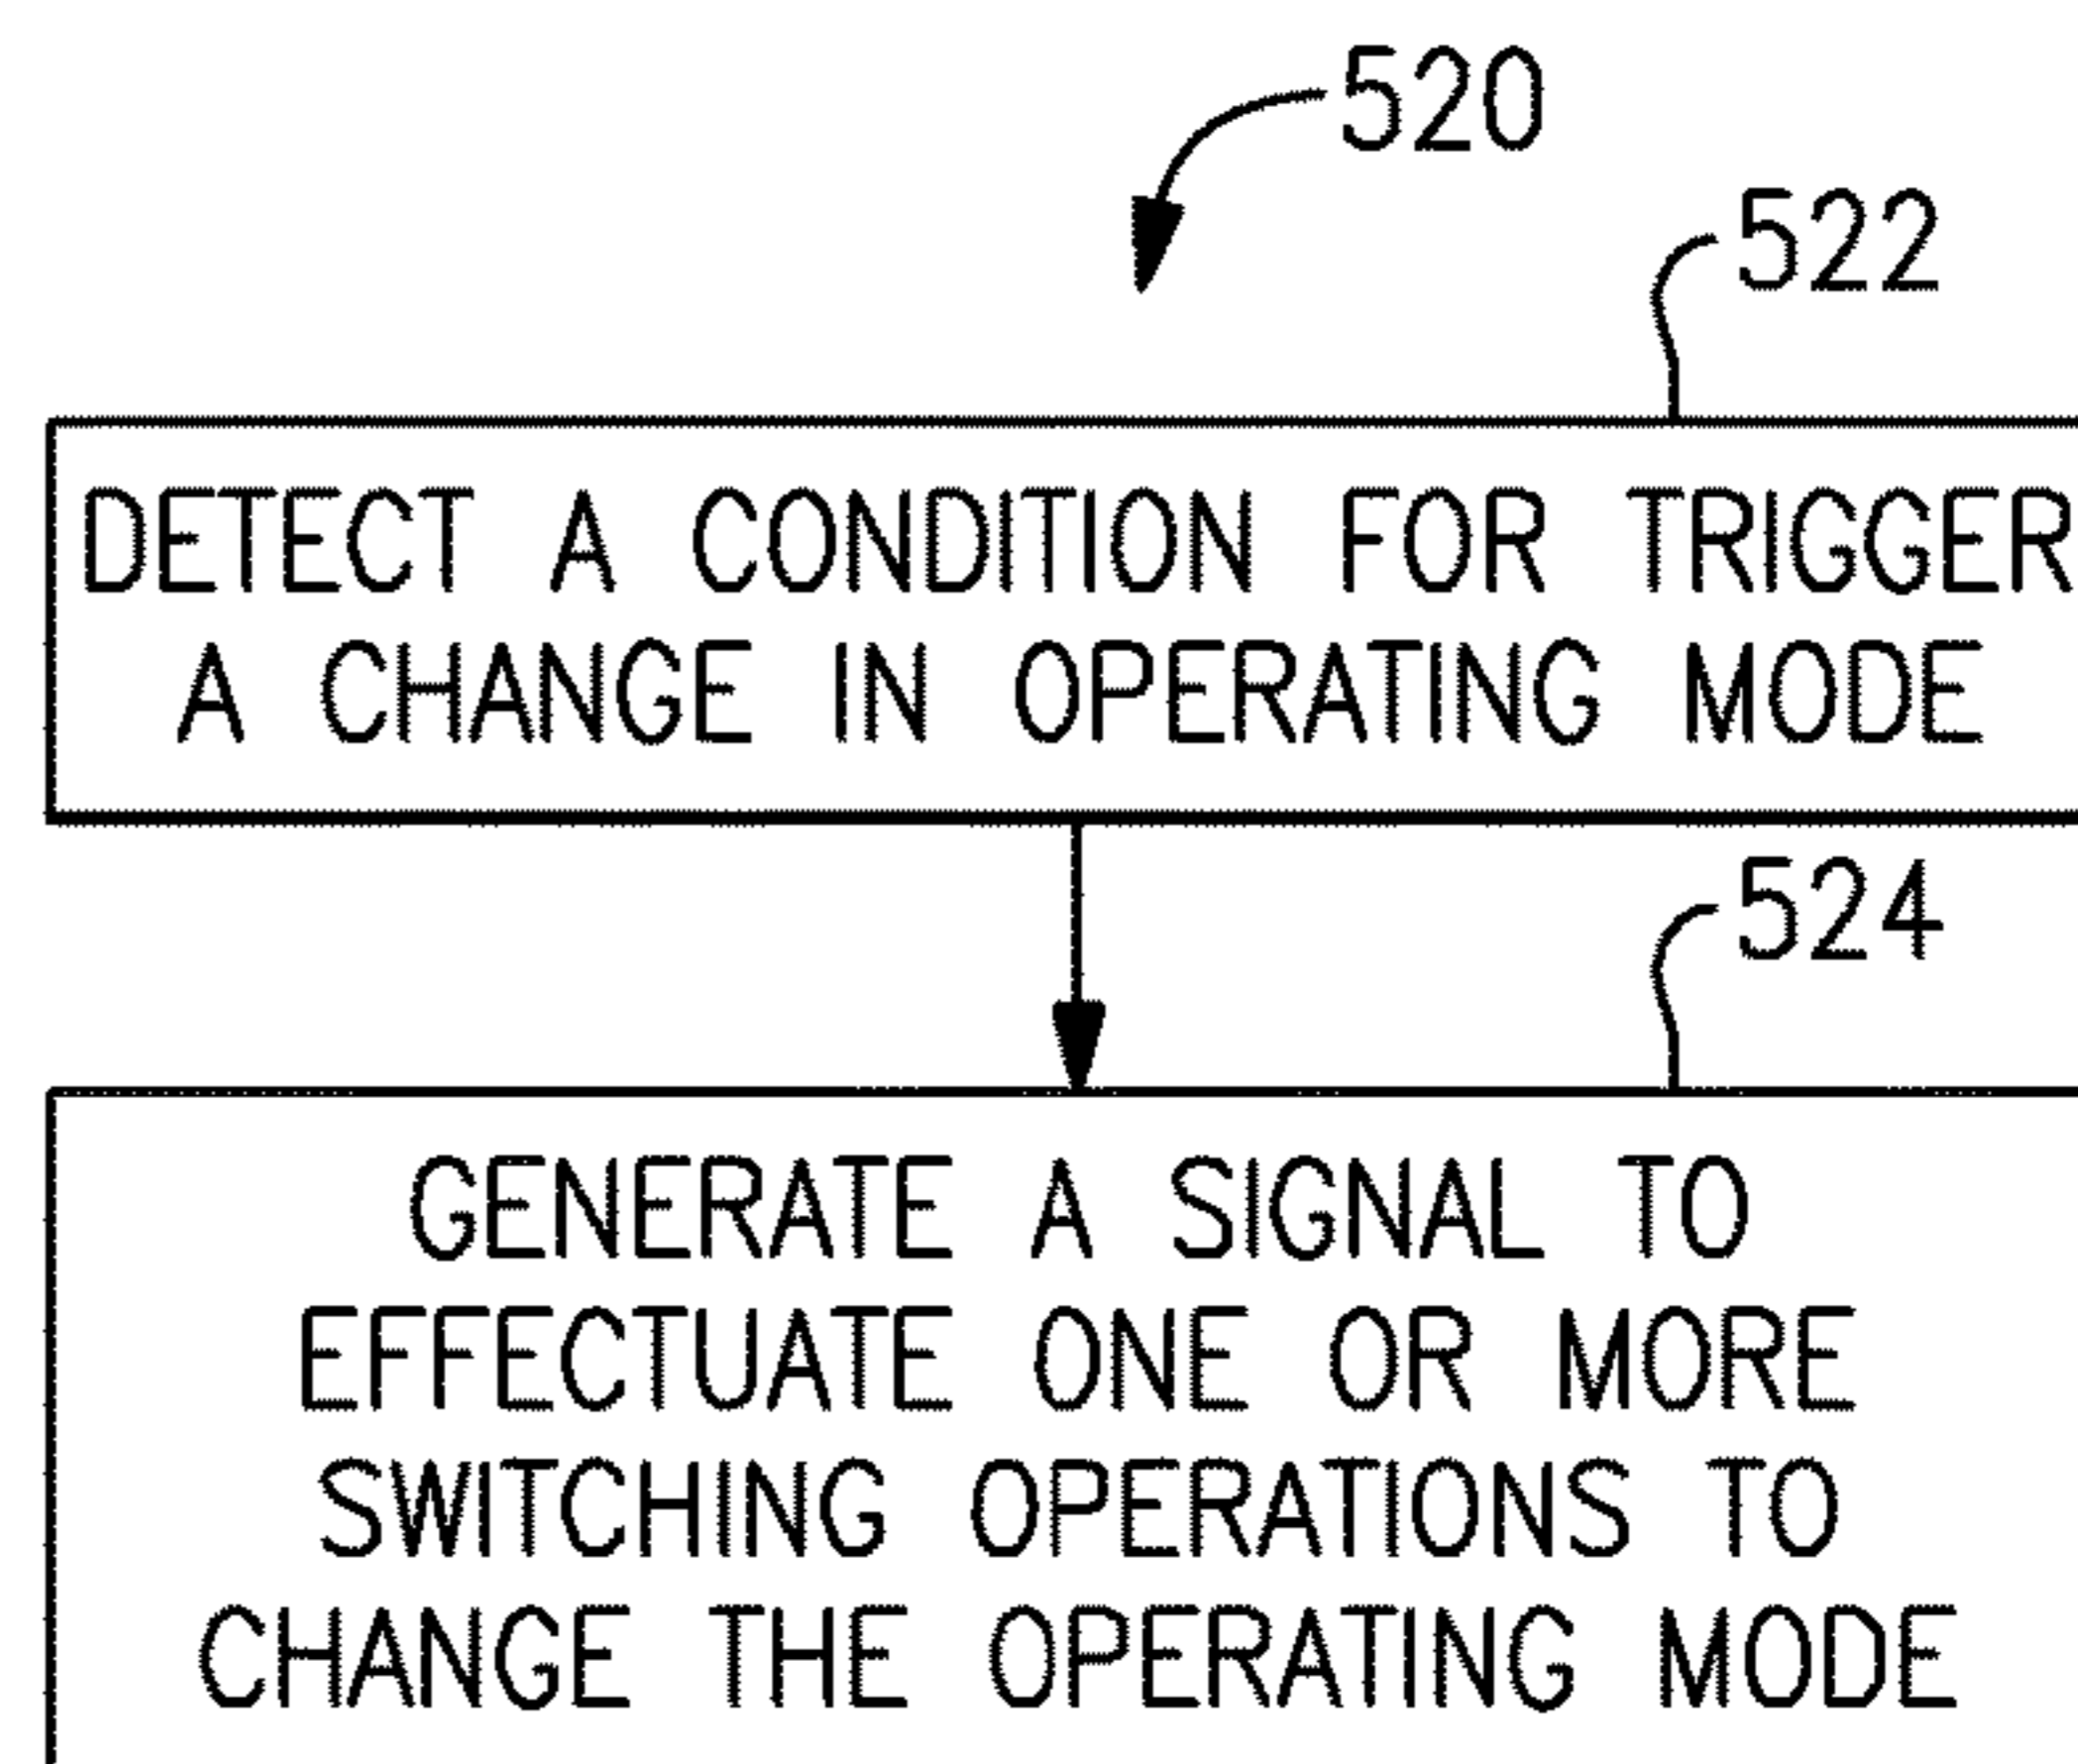 520
522
DETECT A CONDITION FOR TRIGGER
A CHANGE IN OPERATING MODE
524
GENERATE A SIGNAL TO
EFFECTUATE ONE OR MORE
SWITCHING OPERATIONS TO
CHANGE THE OPERATING MODE